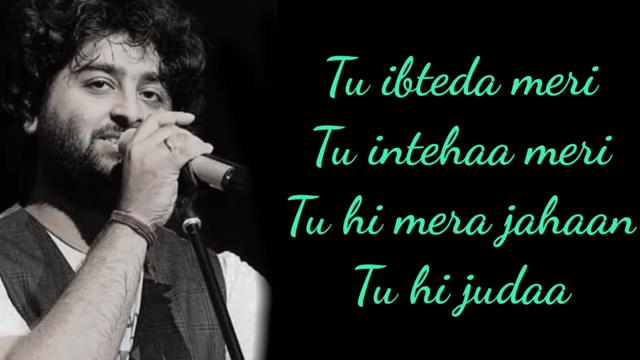 Tu ibteda meri
Tu intehaa meri
Tu hi mera jahaan
Tu hi judaa